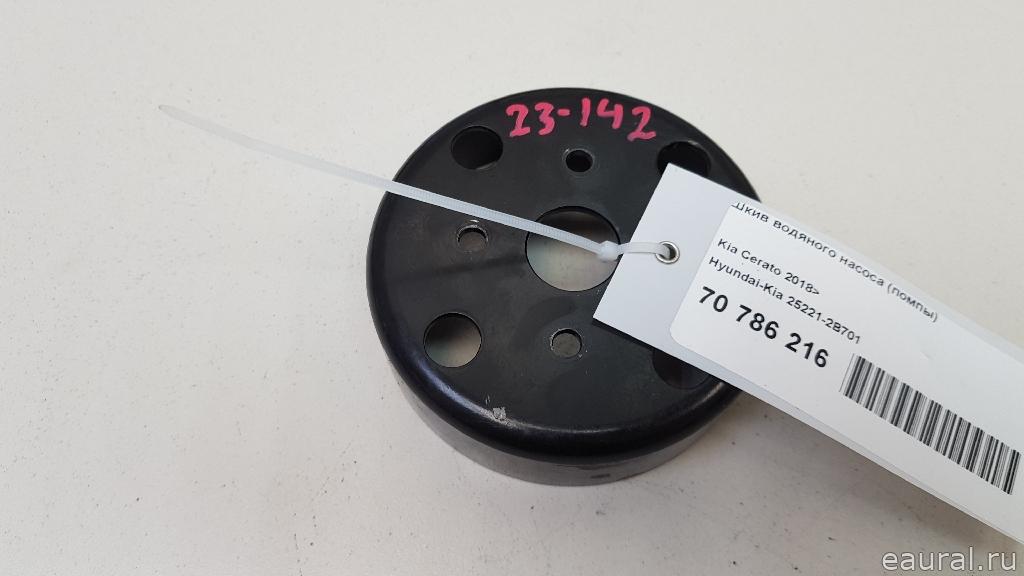 23-142
Шкив водяного насоса (помпы)
Kia Cerato 2018>
Hyundai-Kia 25221-2B701
70 786 216
eaural.ru